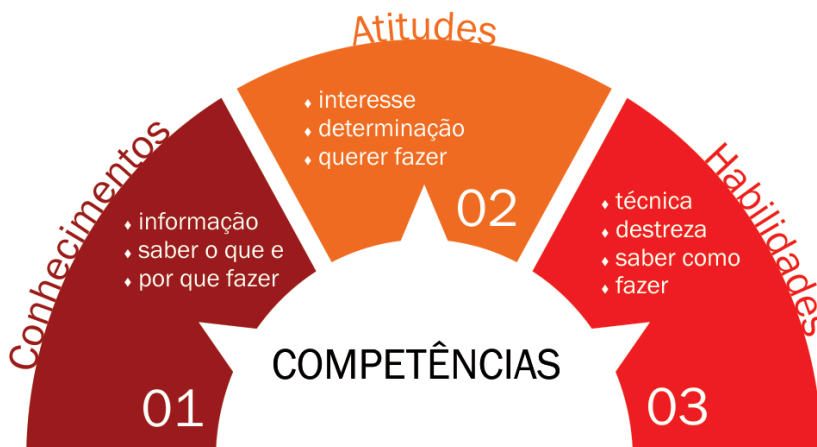 Conhecimentos
♦ informação
♦ saber o que e
♦ por que fazer
01
Atitudes
♦ interesse
♦ determinação
♦ querer fazer
02
Habilidades
♦ técnica
♦ destreza
♦ saber como
♦ fazer
03
COMPETÊNCIAS